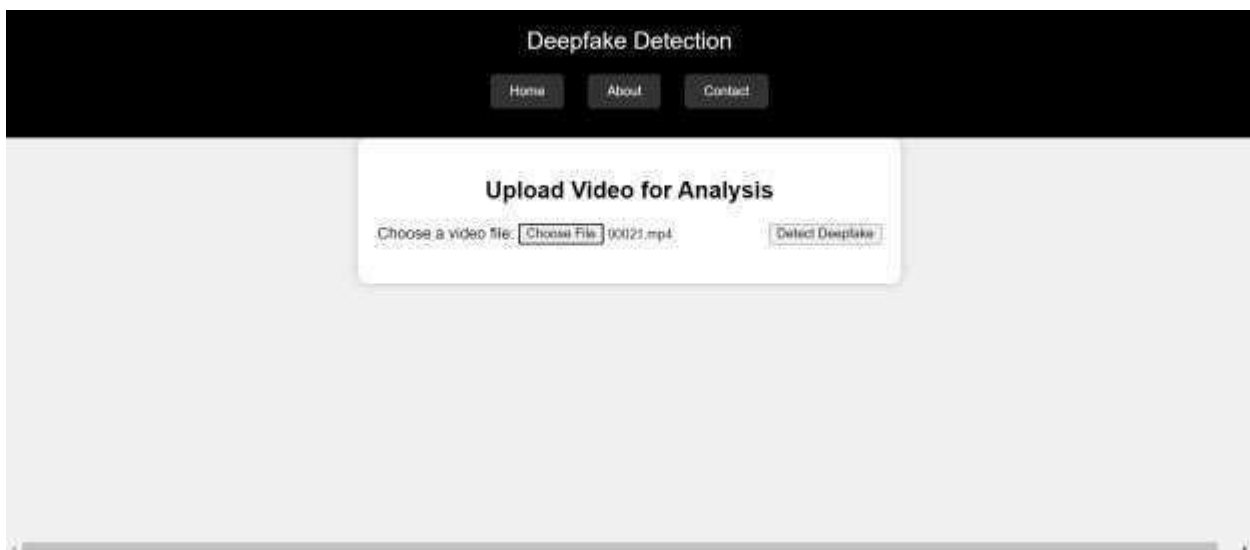 Deepfake Detection
Home About Contact
Upload Video for Analysis
Choose a video file: Choose File 00021.mp4 Detect Deepfake